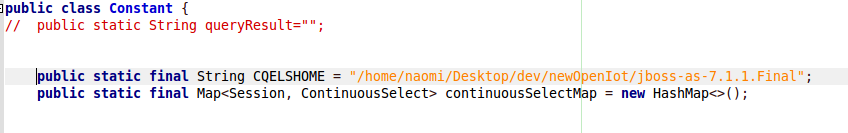 public class Constant {
//  public static String queryResult="";
public static final String CQELSHOME = "/home/naomi/Desktop/dev/newOpenIot/jboss-as-7.1.1.Final";
public static final Map<Session, ContinuousSelect> continuousSelectMap = new HashMap<>();